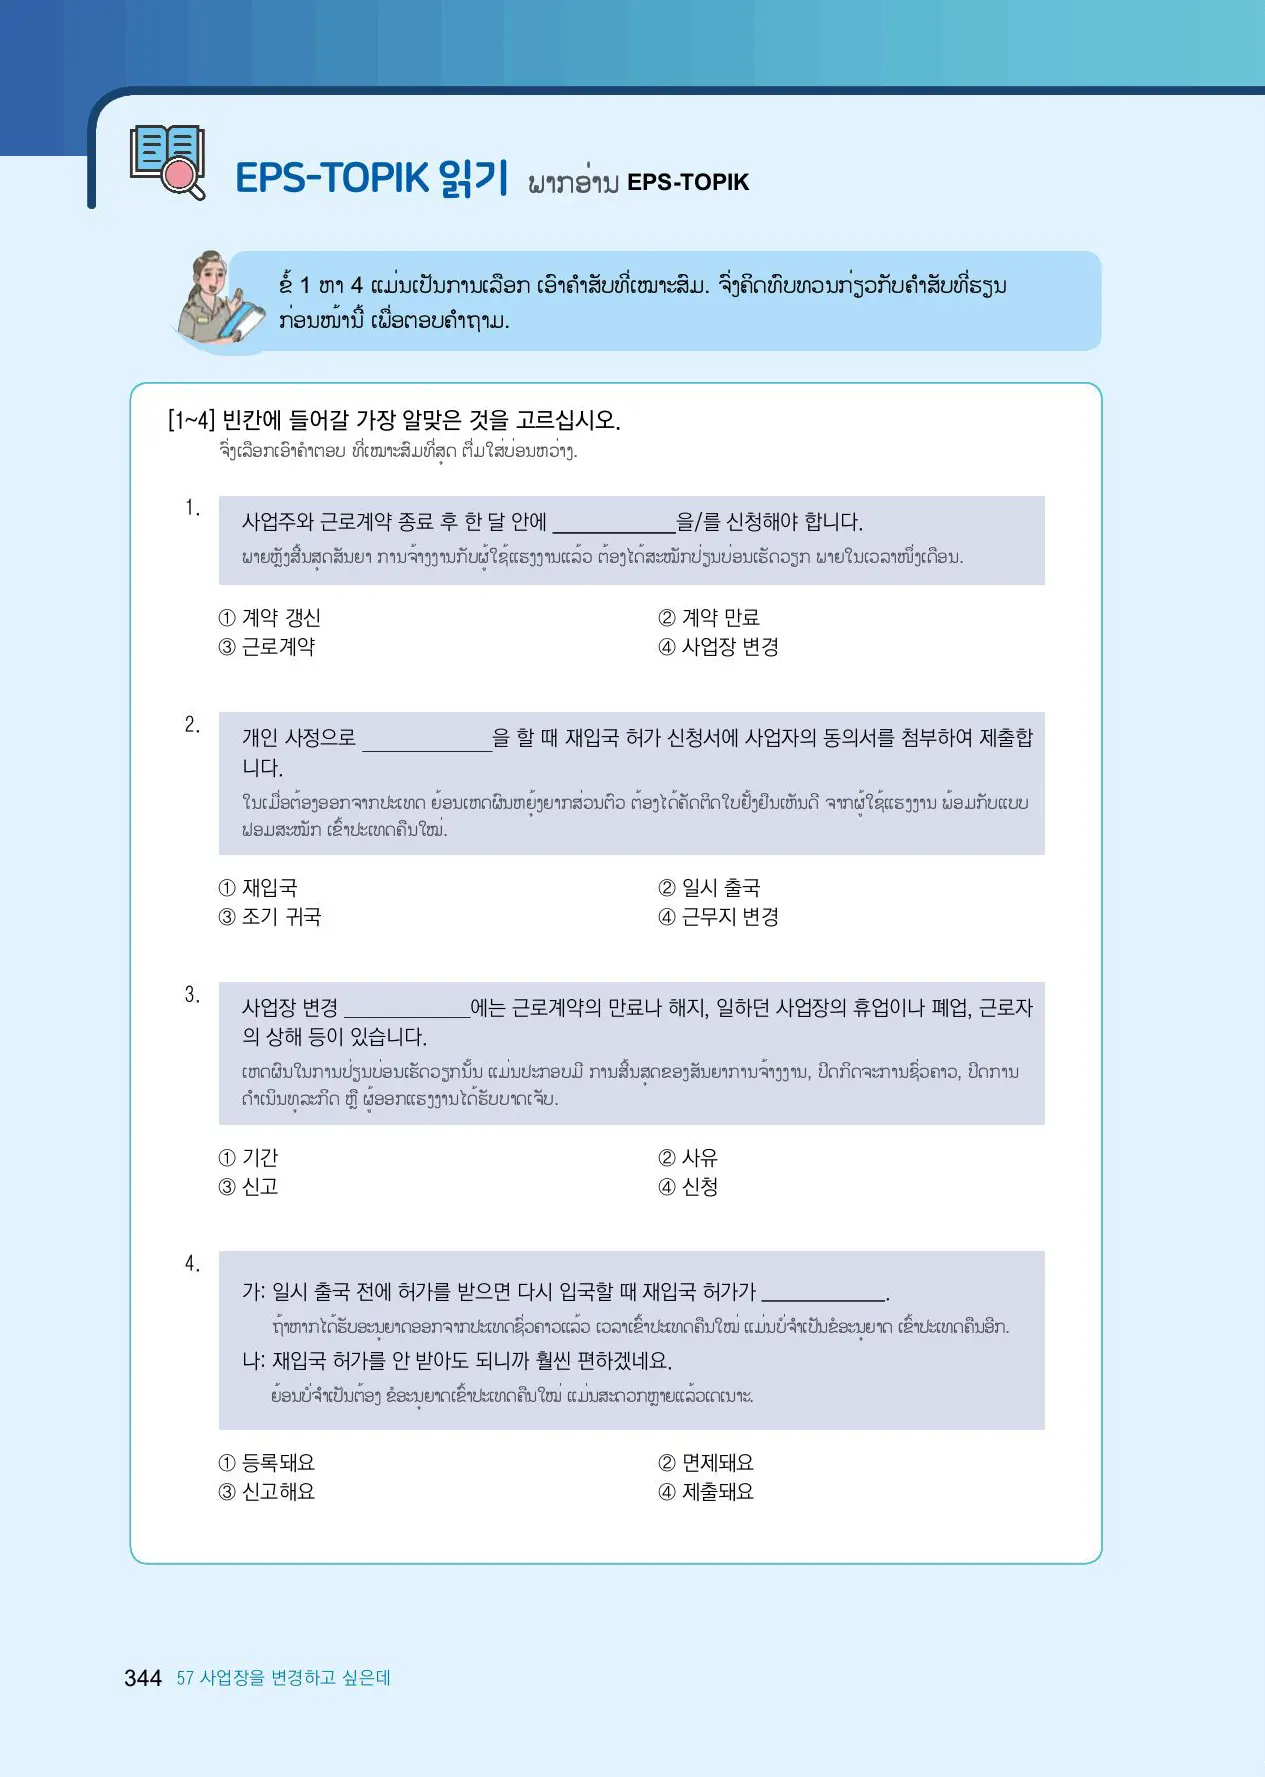 EPS-TOPIK 읽기 ພາກອ່ານ EPS-TOPIK
ຂໍ້ 1 ຫາ 4 ແມ່ນເປັນການເລືອກ ເອົາຄຳສັບທີ່ເໝາະສົມ. ຈົ່ງຄິດທົບທວນກ່ຽວກັບຄຳສັບທີ່ຮຽນ
ກ່ອນໜ້ານີ້ ເພື່ອຕອບຄຳຖາມ.
[1~4] 빈칸에 들어갈 가장 알맞은 것을 고르십시오.
ຈົ່ງເລືອກເອົາຄຳຕອບ ທີ່ເໝາະສົມທີ່ສຸດ ຕື່ມໃສ່ບ່ອນຫວ່າງ.
1.
사업주와 근로계약 종료 후 한 달 안에 ____________을/를 신청해야 합니다.
ພາຍຫຼັງສິ້ນສຸດສັນຍາ ການຈ້າງງານກັບຜູ້ໃຊ້ແຮງງານແລ້ວ ຕ້ອງໄດ້ສະໝັກປ່ຽນບ່ອນເຮັດວຽກ ພາຍໃນເວລາໜຶ່ງເດືອນ.
① 계약 갱신 ② 계약 만료
③ 근로계약 ④ 사업장 변경
2.
개인 사정으로 ____________을 할 때 재입국 허가 신청서에 사업자의 동의서를 첨부하여 제출합
니다.
ໃນເມື່ອຕ້ອງອອກຈາກປະເທດ ຍ້ອນເຫດຜົນຫຍຸ້ງຍາກສ່ວນຕົວ ຕ້ອງໄດ້ຄັດຕິດໃບຢັ້ງຢືນເຫັນດີ ຈາກຜູ້ໃຊ້ແຮງງານ ພ້ອມກັບແບບ
ຟອມສະໝັກ ເຂົ້າປະເທດຄືນໃໝ່.
① 재입국 ② 일시 출국
③ 조기 귀국 ④ 근무지 변경
3.
사업장 변경 ____________에는 근로계약의 만료나 해지, 일하던 사업장의 휴업이나 폐업, 근로자
의 상해 등이 있습니다.
ເຫດຜົນໃນການປ່ຽນບ່ອນເຮັດວຽກນັ້ນ ແມ່ນປະກອບມີ ການສິ້ນສຸດຂອງສັນຍາການຈ້າງງານ, ປິດກິດຈະການຊົ່ວຄາວ, ປິດການ
ດຳເນີນທຸລະກິດ ຫຼື ຜູ້ອອກແຮງງານໄດ້ຮັບບາດເຈັບ.
① 기간 ② 사유
③ 신고 ④ 신청
4.
가: 일시 출국 전에 허가를 받으면 다시 입국할 때 재입국 허가가 ____________.
ຖ້າຫາກໄດ້ຮັບອະນຸຍາດອອກຈາກປະເທດຊົ່ວຄາວແລ້ວ ເວລາເຂົ້າປະເທດຄືນໃໝ່ ແມ່ນບໍ່ຈຳເປັນຂໍອະນຸຍາດ ເຂົ້າປະເທດຄືນອີກ.
나: 재입국 허가를 안 받아도 되니까 훨씬 편하겠네요.
ຍ້ອນບໍ່ຈຳເປັນຕ້ອງ ຂໍອະນຸຍາດເຂົ້າປະເທດຄືນໃໝ່ ແມ່ນສະດວກຫຼາຍແລ້ວເດເນາະ.
① 등록돼요 ② 면제돼요
③ 신고해요 ④ 제출돼요
344 57 사업장을 변경하고 싶은데